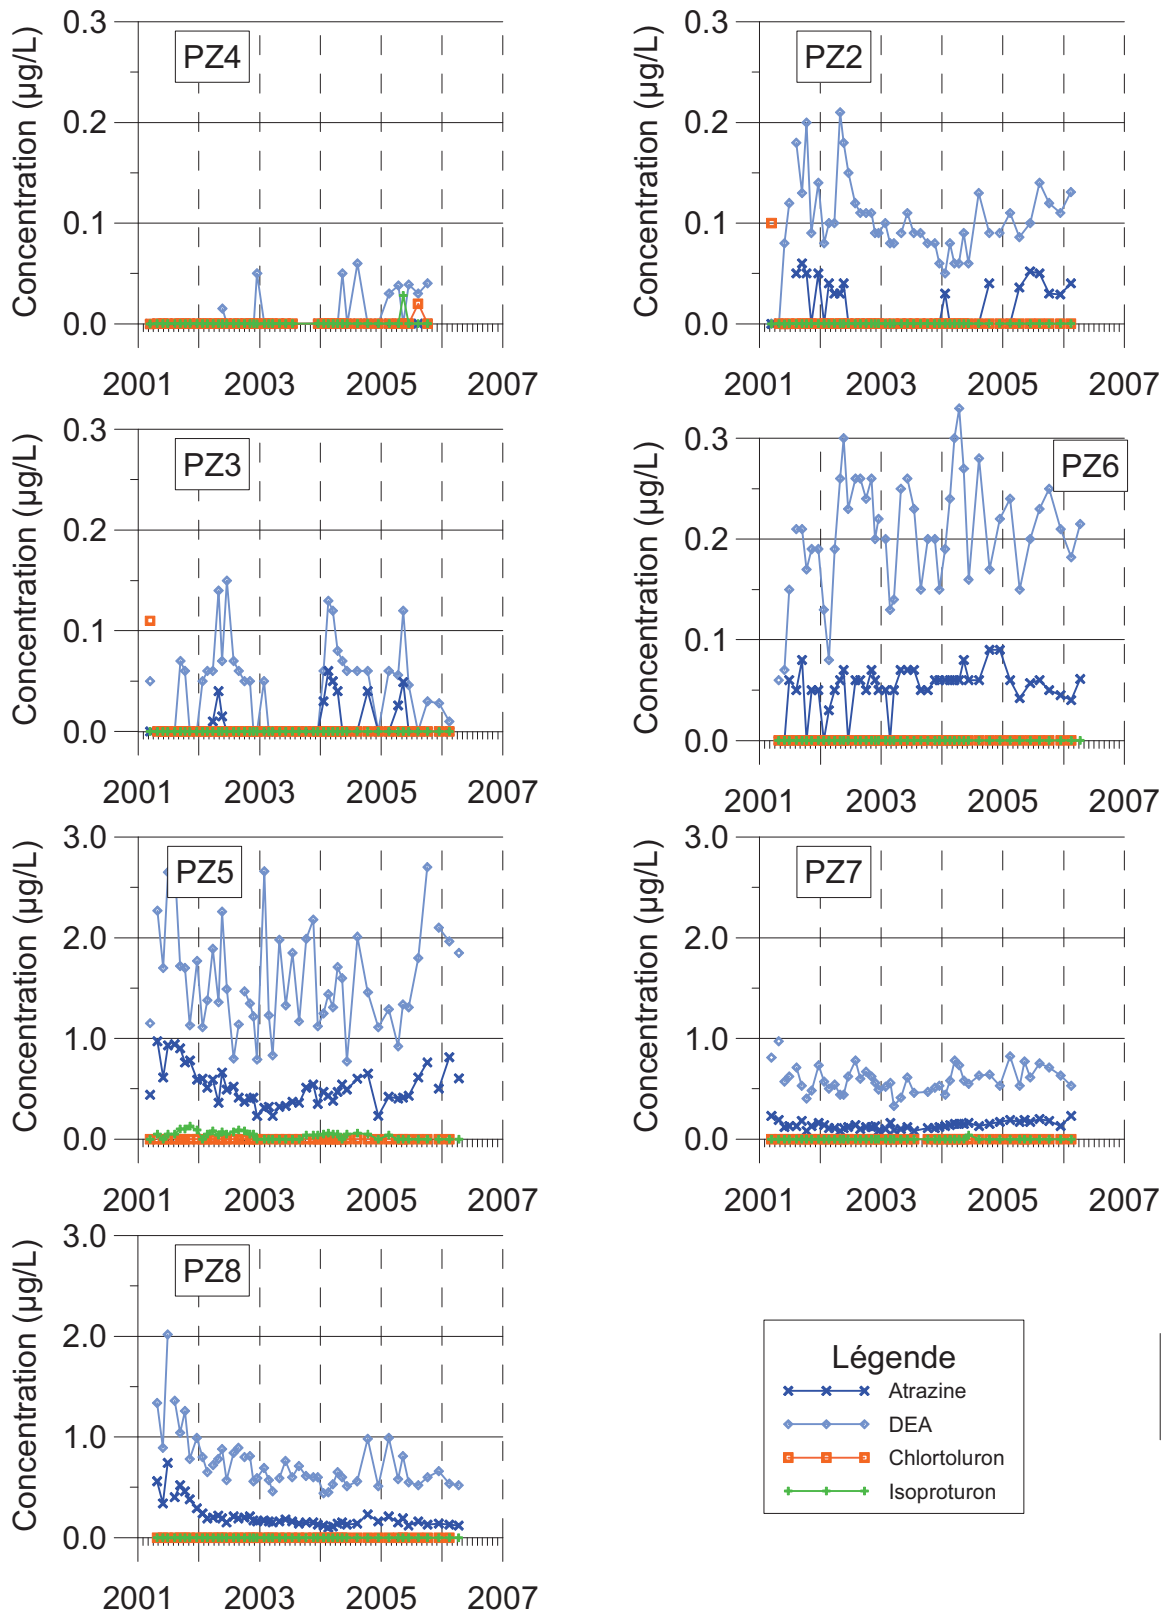 Concentration (µg/L)
0.3
0.2
0.1
0.0
PZ4
2001 2003 2005 2007
Concentration (µg/L)
0.3
0.2
0.1
0.0
PZ2
2001 2003 2005 2007
Concentration (µg/L)
0.3
0.2
0.1
0.0
PZ3
2001 2003 2005 2007
Concentration (µg/L)
0.3
0.2
0.1
0.0
PZ6
2001 2003 2005 2007
Concentration (µg/L)
3.0
2.0
1.0
0.0
PZ5
2001 2003 2005 2007
Concentration (µg/L)
3.0
2.0
1.0
0.0
PZ7
2001 2003 2005 2007
Concentration (µg/L)
3.0
2.0
1.0
0.0
PZ8
2001 2003 2005 2007
Légende
Atrazine
DEA
Chlortoluron
Isoproturon